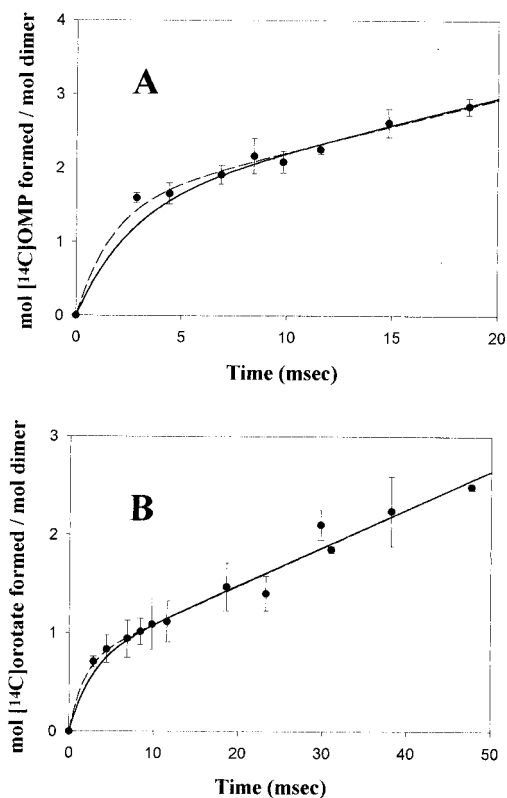 A
mol [¹⁴C]OMP formed / mol dimer
4
3
2
1
0
0 5 10 15 20
Time (msec)
B
mol [¹⁴C]orotate formed / mol dimer
3
2
1
0
0 10 20 30 40 50
Time (msec)